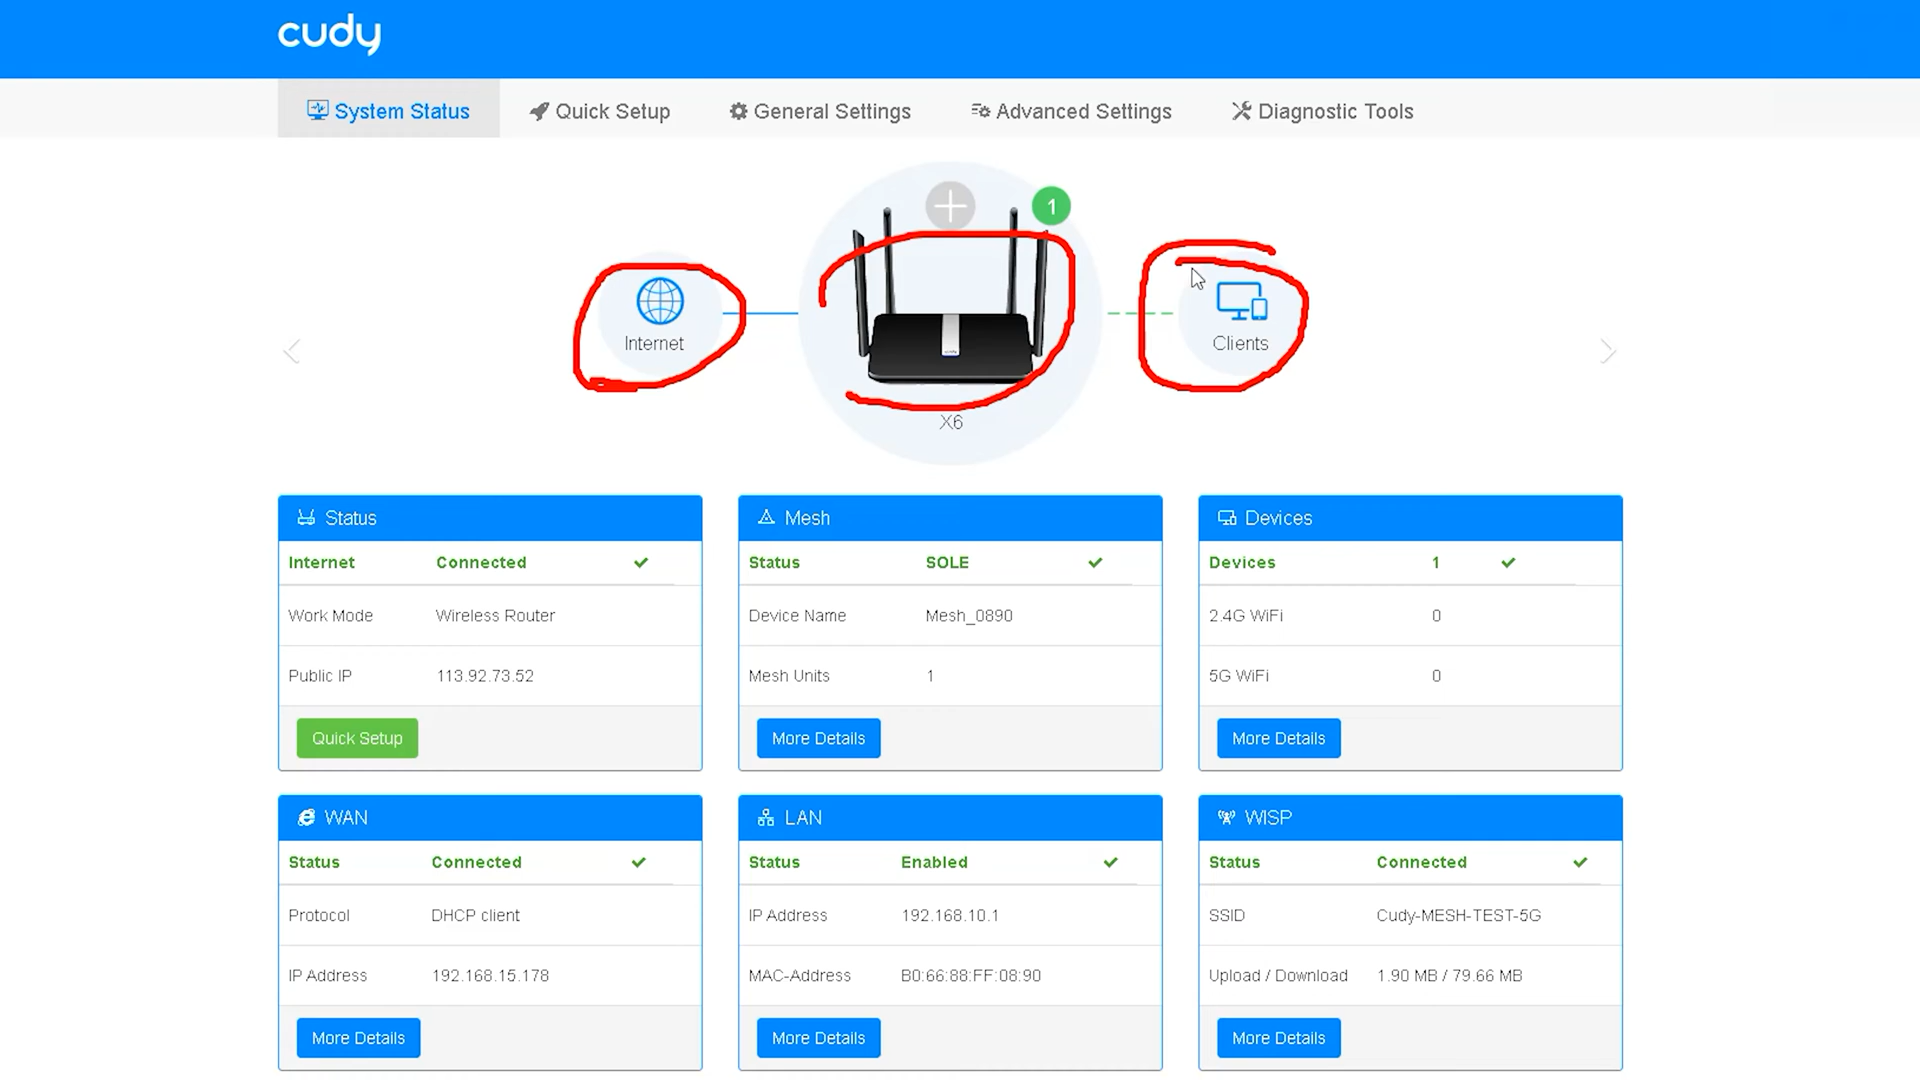 cudy
System Status Quick Setup General Settings Advanced Settings Diagnostic Tools
1
Internet
Clients
X6
Status
Internet Connected
Work Mode Wireless Router
Public IP 113.92.73.52
Quick Setup
Mesh
Status SOLE
Device Name Mesh_0890
Mesh Units 1
More Details
Devices
Devices 1
2.4G WiFi 0
5G WiFi 0
More Details
WAN
Status Connected
Protocol DHCP client
IP Address 192.168.15.178
More Details
LAN
Status Enabled
IP Address 192.168.10.1
MAC-Address B0:66:88:FF:08:90
More Details
WISP
Status Connected
SSID Cudy-MESH-TEST-5G
Upload / Download 1.90 MB / 79.66 MB
More Details